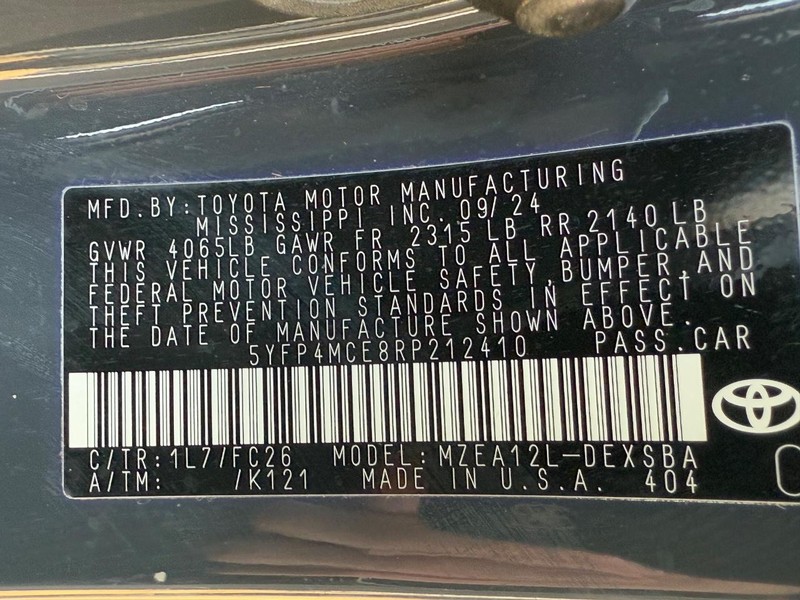 MFD.BY:TOYOTA MOTOR MANUFACTURING
MISSISSIPPI INC. 09/24
GVWR 4065LB GAWR FR 2315 LB RR 2140 LB
THIS VEHICLE CONFORMS TO ALL APPLICABLE
FEDERAL MOTOR VEHICLE SAFETY,BUMPER,AND
THEFT PREVENTION STANDARDS IN EFFECT ON
THE DATE OF MANUFACTURE SHOWN ABOVE.
5YFP4MCE8RP212410 PASS.CAR
C/TR:1L7/FC26 MODEL:MZEA12L-DEXSBA
A/TM: /K121 MADE IN U.S.A. 404